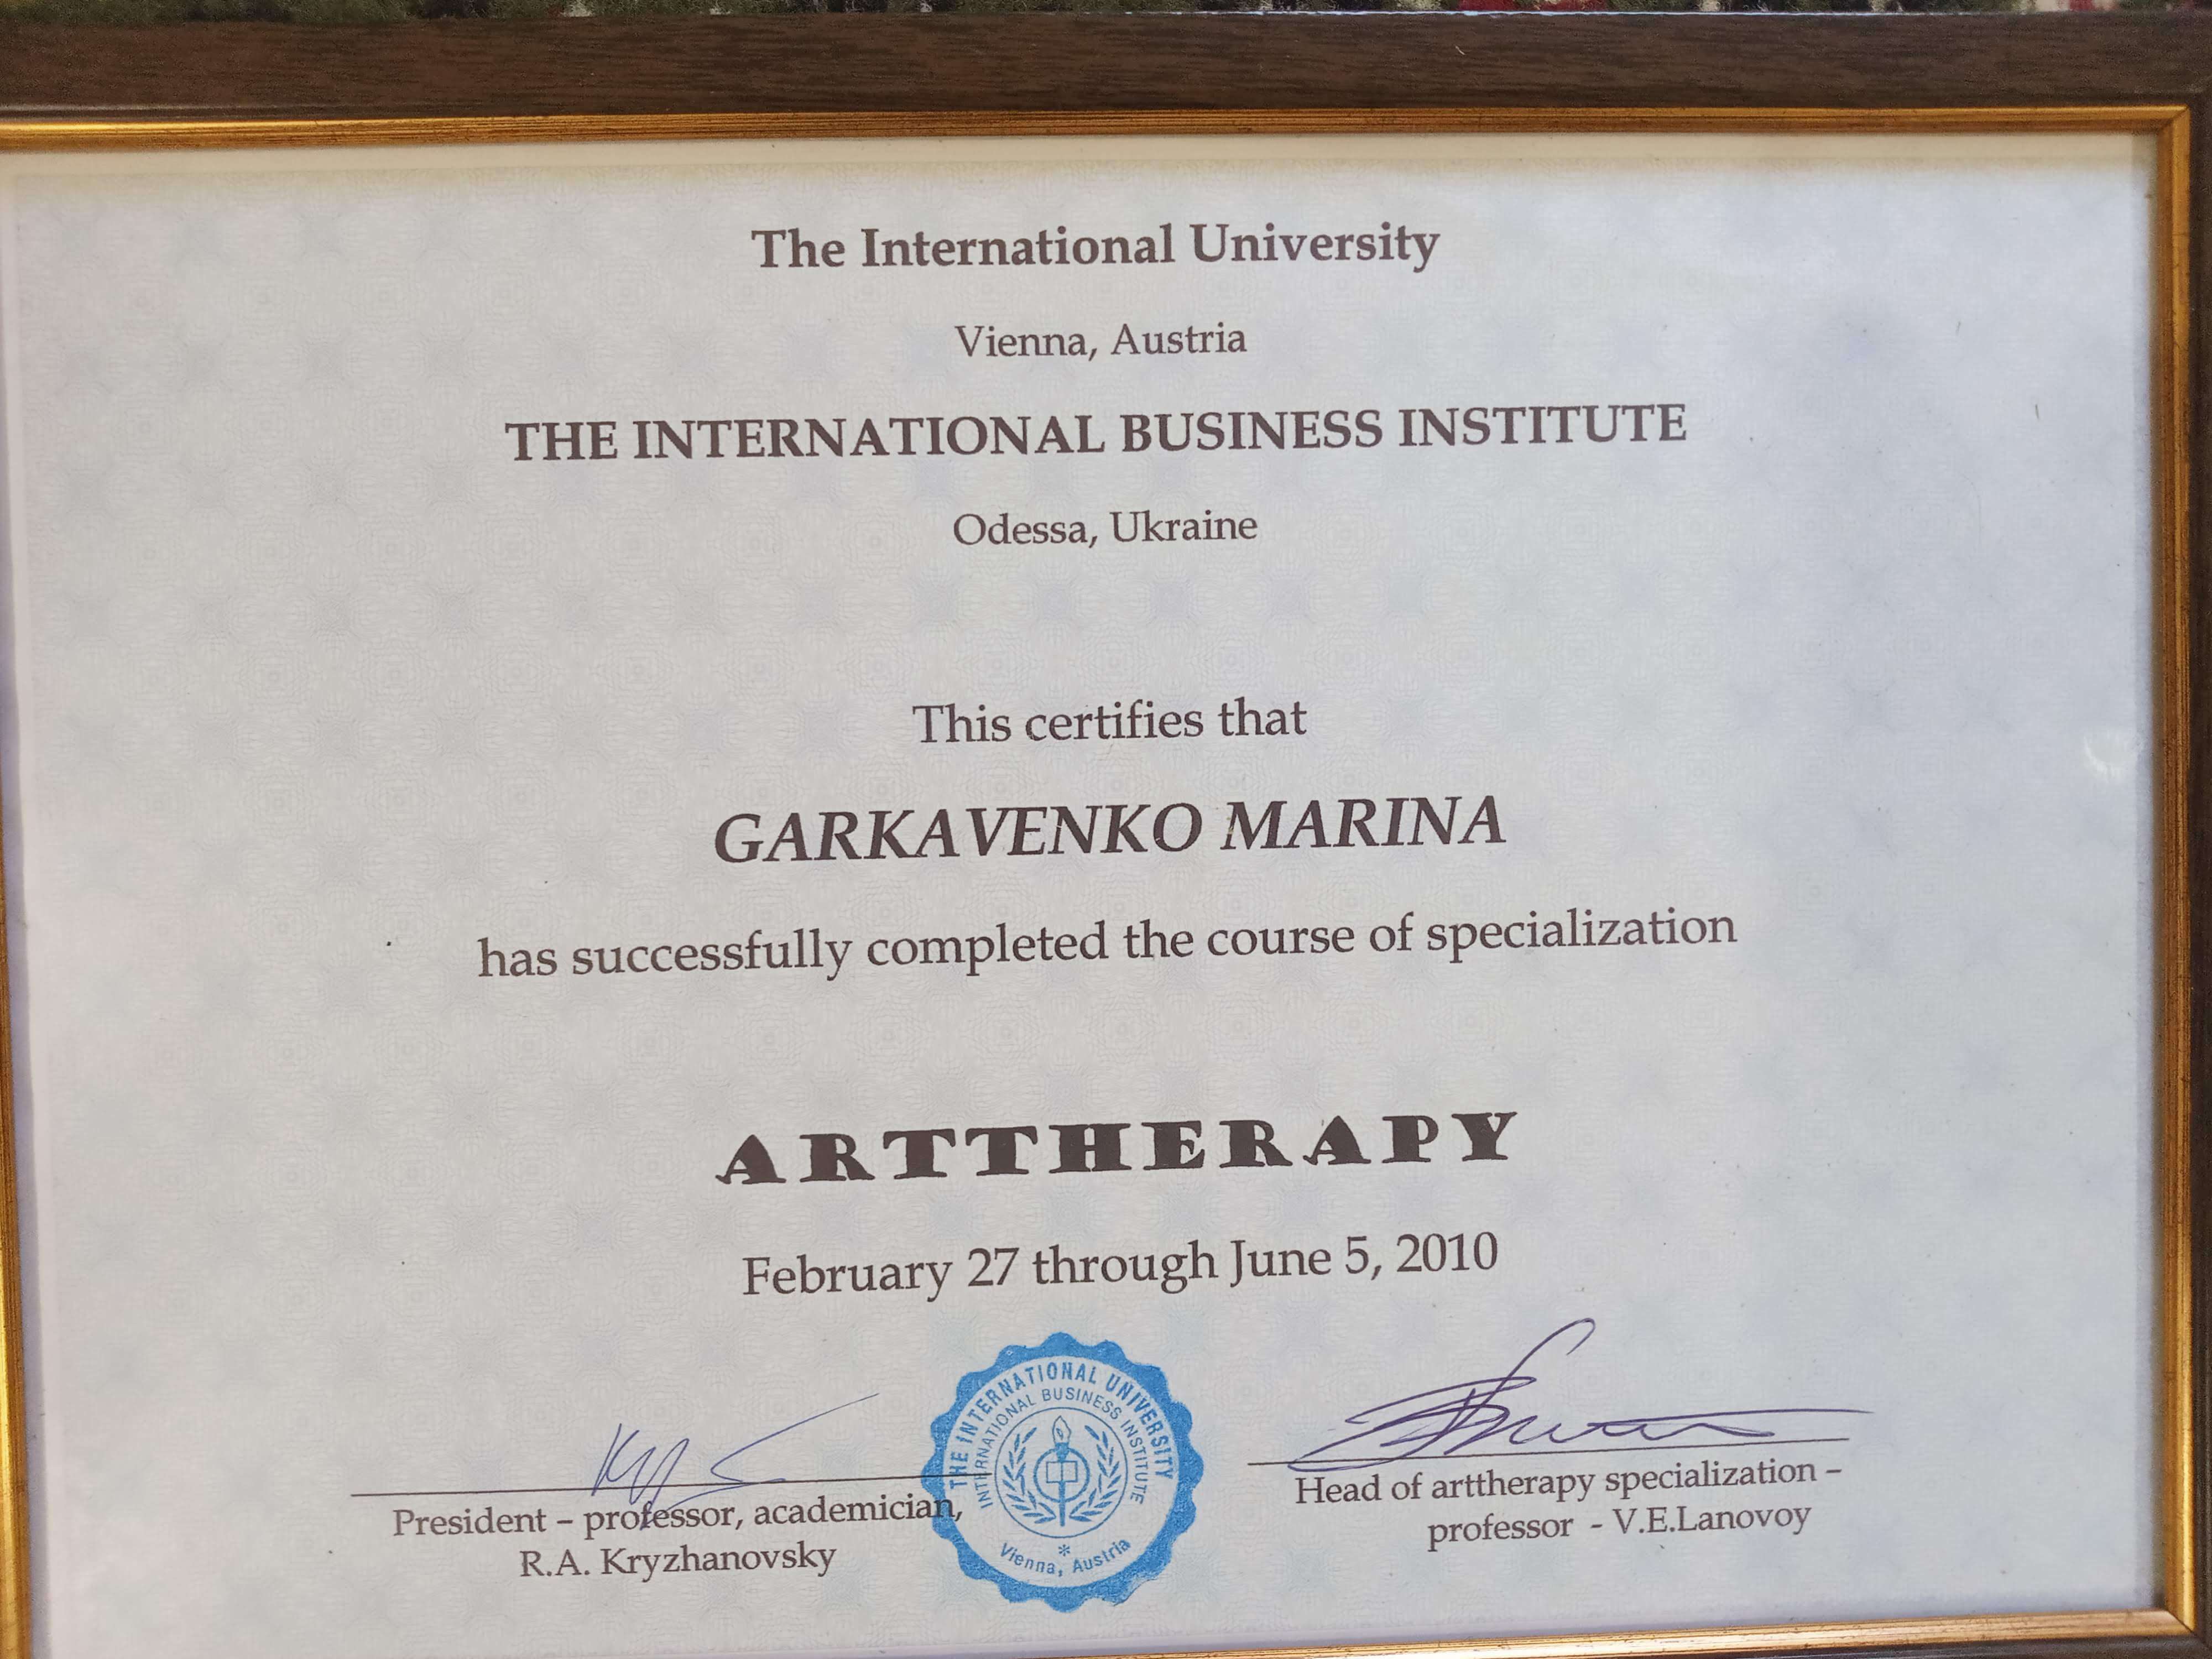 The International University
Vienna, Austria
THE INTERNATIONAL BUSINESS INSTITUTE
Odessa, Ukraine
This certifies that
GARKAVENKO MARINA
has successfully completed the course of specialization
ARTTHERAPY
February 27 through June 5, 2010
THE INTERNATIONAL UNIVERSITY
INTERNATIONAL BUSINESS INSTITUTE
* Vienna, Austria
President – professor, academician,
R.A. Kryzhanovsky
Head of arttherapy specialization –
professor - V.E.Lanovoy